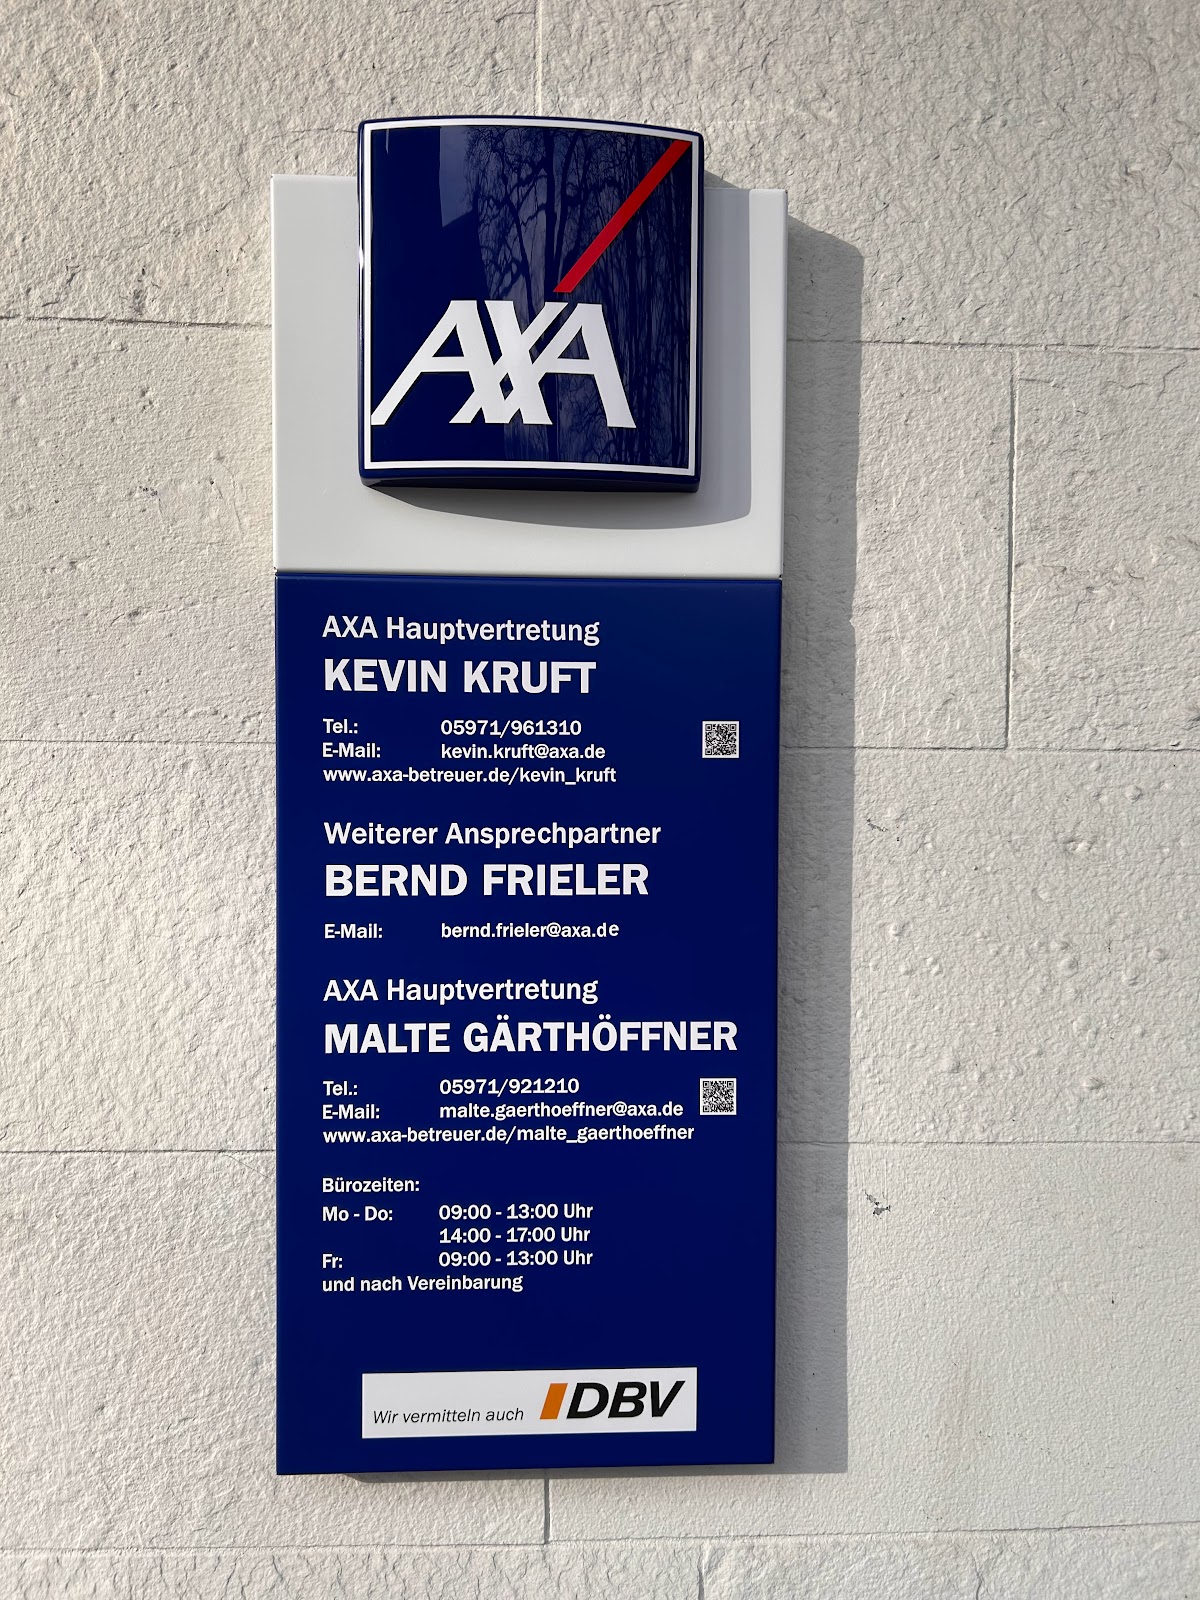 AXA
AXA Hauptvertretung
KEVIN KRUFT
Tel.: 05971/961310
E-Mail: kevin.kruft@axa.de
www.axa-betreuer.de/kevin_kruft
Weiterer Ansprechpartner
BERND FRIELER
E-Mail: bernd.frieler@axa.de
AXA Hauptvertretung
MALTE GÄRTHÖFFNER
Tel.: 05971/921210
E-Mail: malte.gaerthoeffner@axa.de
www.axa-betreuer.de/malte_gaerthoeffner
Bürozeiten:
Mo - Do: 09:00 - 13:00 Uhr
14:00 - 17:00 Uhr
Fr: 09:00 - 13:00 Uhr
und nach Vereinbarung
Wir vermitteln auch DBV